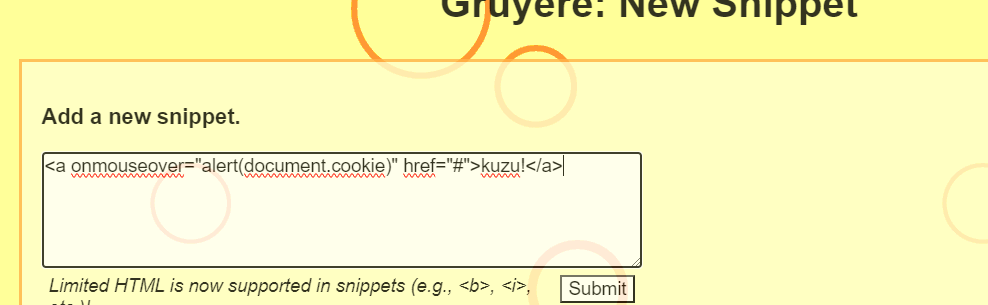 Gruyere: New Snippet
Add a new snippet.
<a onmouseover="alert(document.cookie)" href="#">kuzu!</a>
Limited HTML is now supported in snippets (e.g., <b>, <i>,
Submit
etc.)!